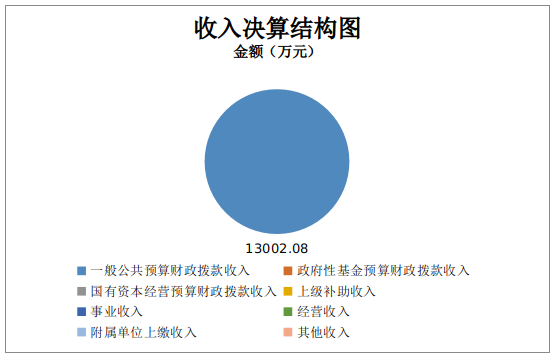 收入决算结构图
金额（万元）
13002.08
一般公共预算财政拨款收入 政府性基金预算财政拨款收入
国有资本经营预算财政拨款收入 上级补助收入
事业收入 经营收入
附属单位上缴收入 其他收入